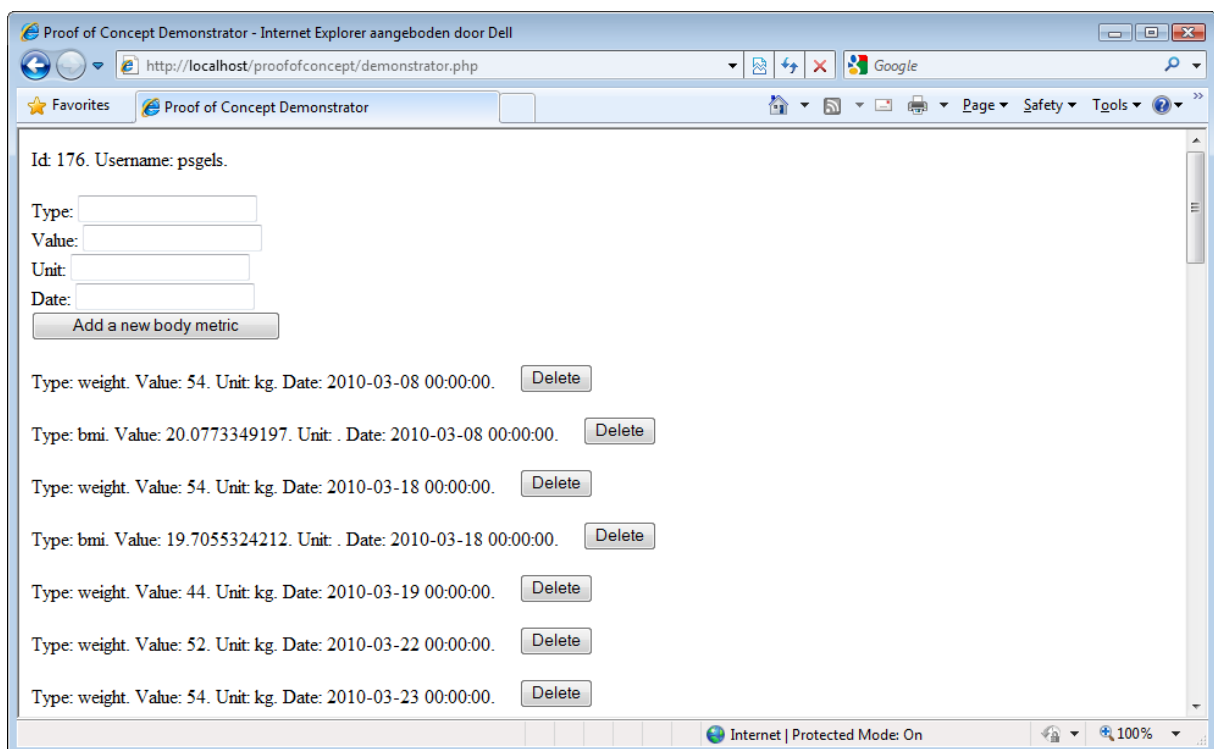 Proof of Concept Demonstrator - Internet Explorer aangeboden door Dell
http://localhost/proofofconcept/demonstrator.php
Google
Favorites
Proof of Concept Demonstrator
Page
Safety
Tools
Id: 176. Username: psgels.
Type:
Value:
Unit:
Date:
Add a new body metric
Type: weight. Value: 54. Unit: kg. Date: 2010-03-08 00:00:00. Delete
Type: bmi. Value: 20.0773349197. Unit: . Date: 2010-03-08 00:00:00. Delete
Type: weight. Value: 54. Unit: kg. Date: 2010-03-18 00:00:00. Delete
Type: bmi. Value: 19.7055324212. Unit: . Date: 2010-03-18 00:00:00. Delete
Type: weight. Value: 44. Unit: kg. Date: 2010-03-19 00:00:00. Delete
Type: weight. Value: 52. Unit: kg. Date: 2010-03-22 00:00:00. Delete
Type: weight. Value: 54. Unit: kg. Date: 2010-03-23 00:00:00. Delete
Internet | Protected Mode: On
100%